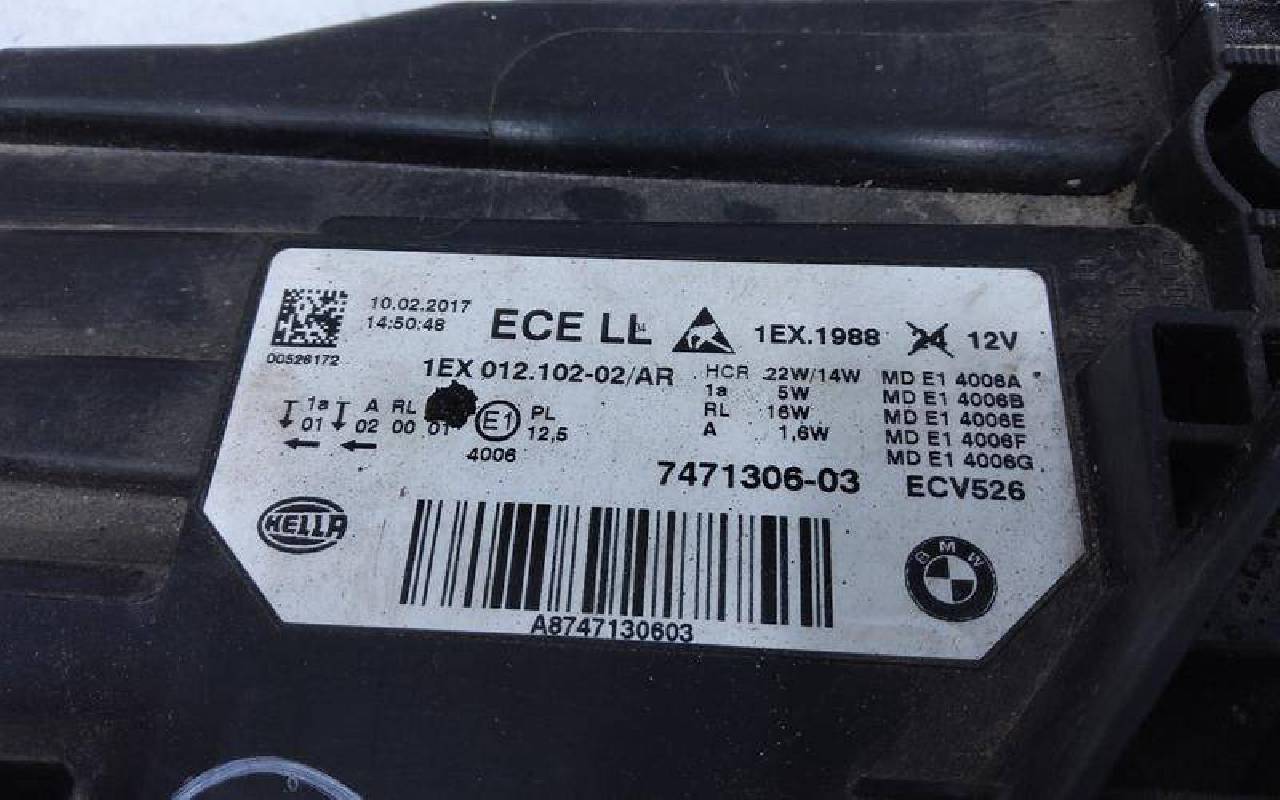 10.02.2017
14:50:48
00526172
ECE LL
04
1EX.1988
24 12V
1EX 012.102-02/AR
HCR 22W/14W
1a 5W
RL 16W
A 1,6W
MD E1 4006A
MD E1 4006B
MD E1 4006E
MD E1 4006F
MD E1 4006G
1a A RL
01 02 00 01
E1
PL
12,5
4006
7471306-03
ECV526
HELLA
BMW
A8747130603